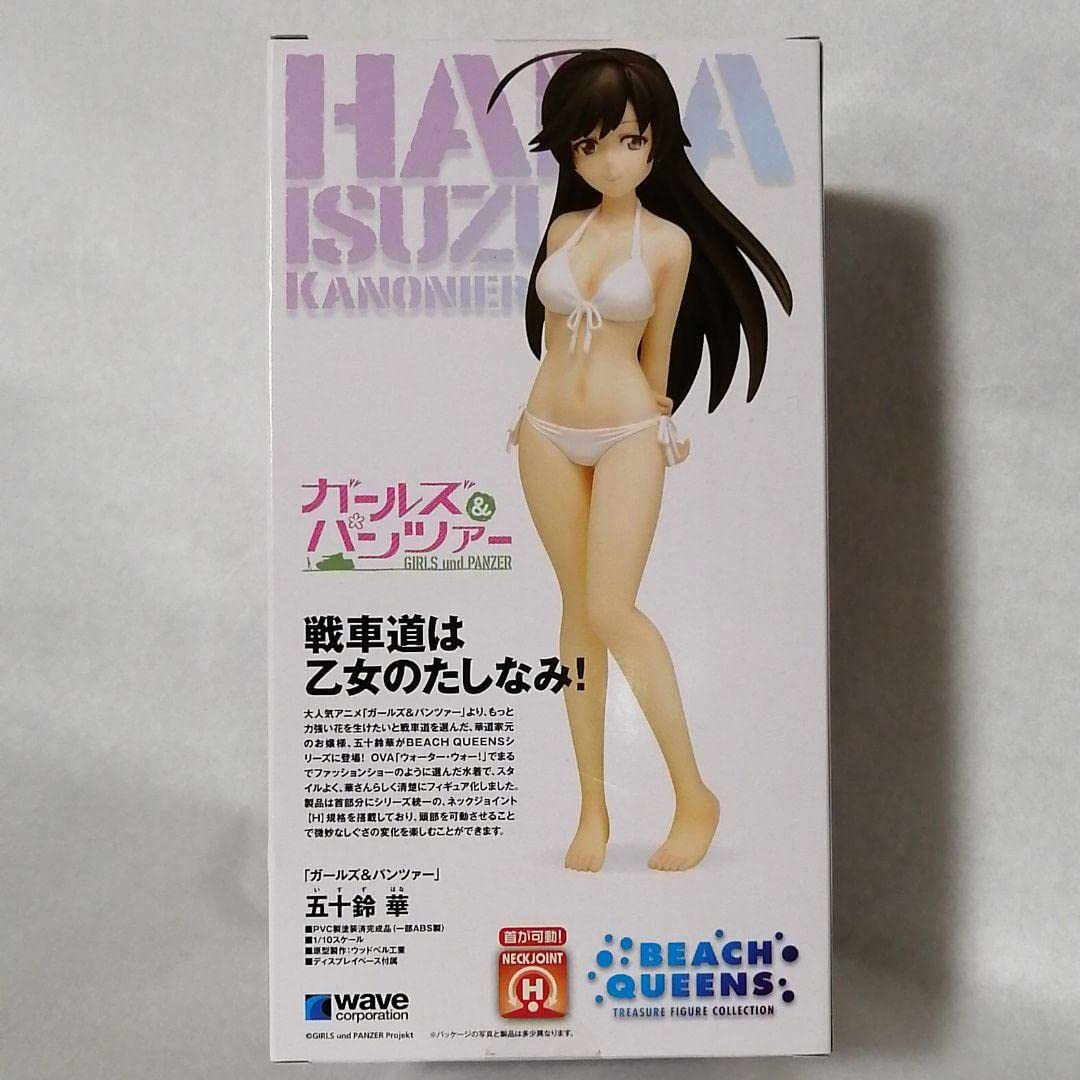 HANA
ISUZU
KANONIER
ガールズ&
パンツァー
GIRLS und PANZER
戦車道は
乙女のたしなみ!
大人気アニメ「ガールズ&パンツァー」より、もっと
力強い花を生けたいと戦車道を選んだ、華道家元
のお嬢様、五十鈴華がBEACH QUEENSシ
リーズに登場! OVA「ウォーター・ウォー!」でまる
でファッションショーのように選んだ水着で、スタ
イルよく、華さんらしく清楚にフィギュア化しました。
製品は首部分にシリーズ統一の、ネックジョイント
【H】規格を搭載しており、頭部を可動させること
で微妙なしぐさの変化を楽しむことができます。
「ガールズ&パンツァー」
いすず はな
五十鈴 華
■PVC製塗装済完成品(一部ABS製)
■1/10スケール
■原型製作:ウッドベル工業
■ディスプレイベース付属
首が可動!
NECKJOINT
H
BEACH
QUEENS
TREASURE FIGURE COLLECTION
wave
corporation
©GIRLS und PANZER Projekt ※パッケージの写真と製品は多少異なります。